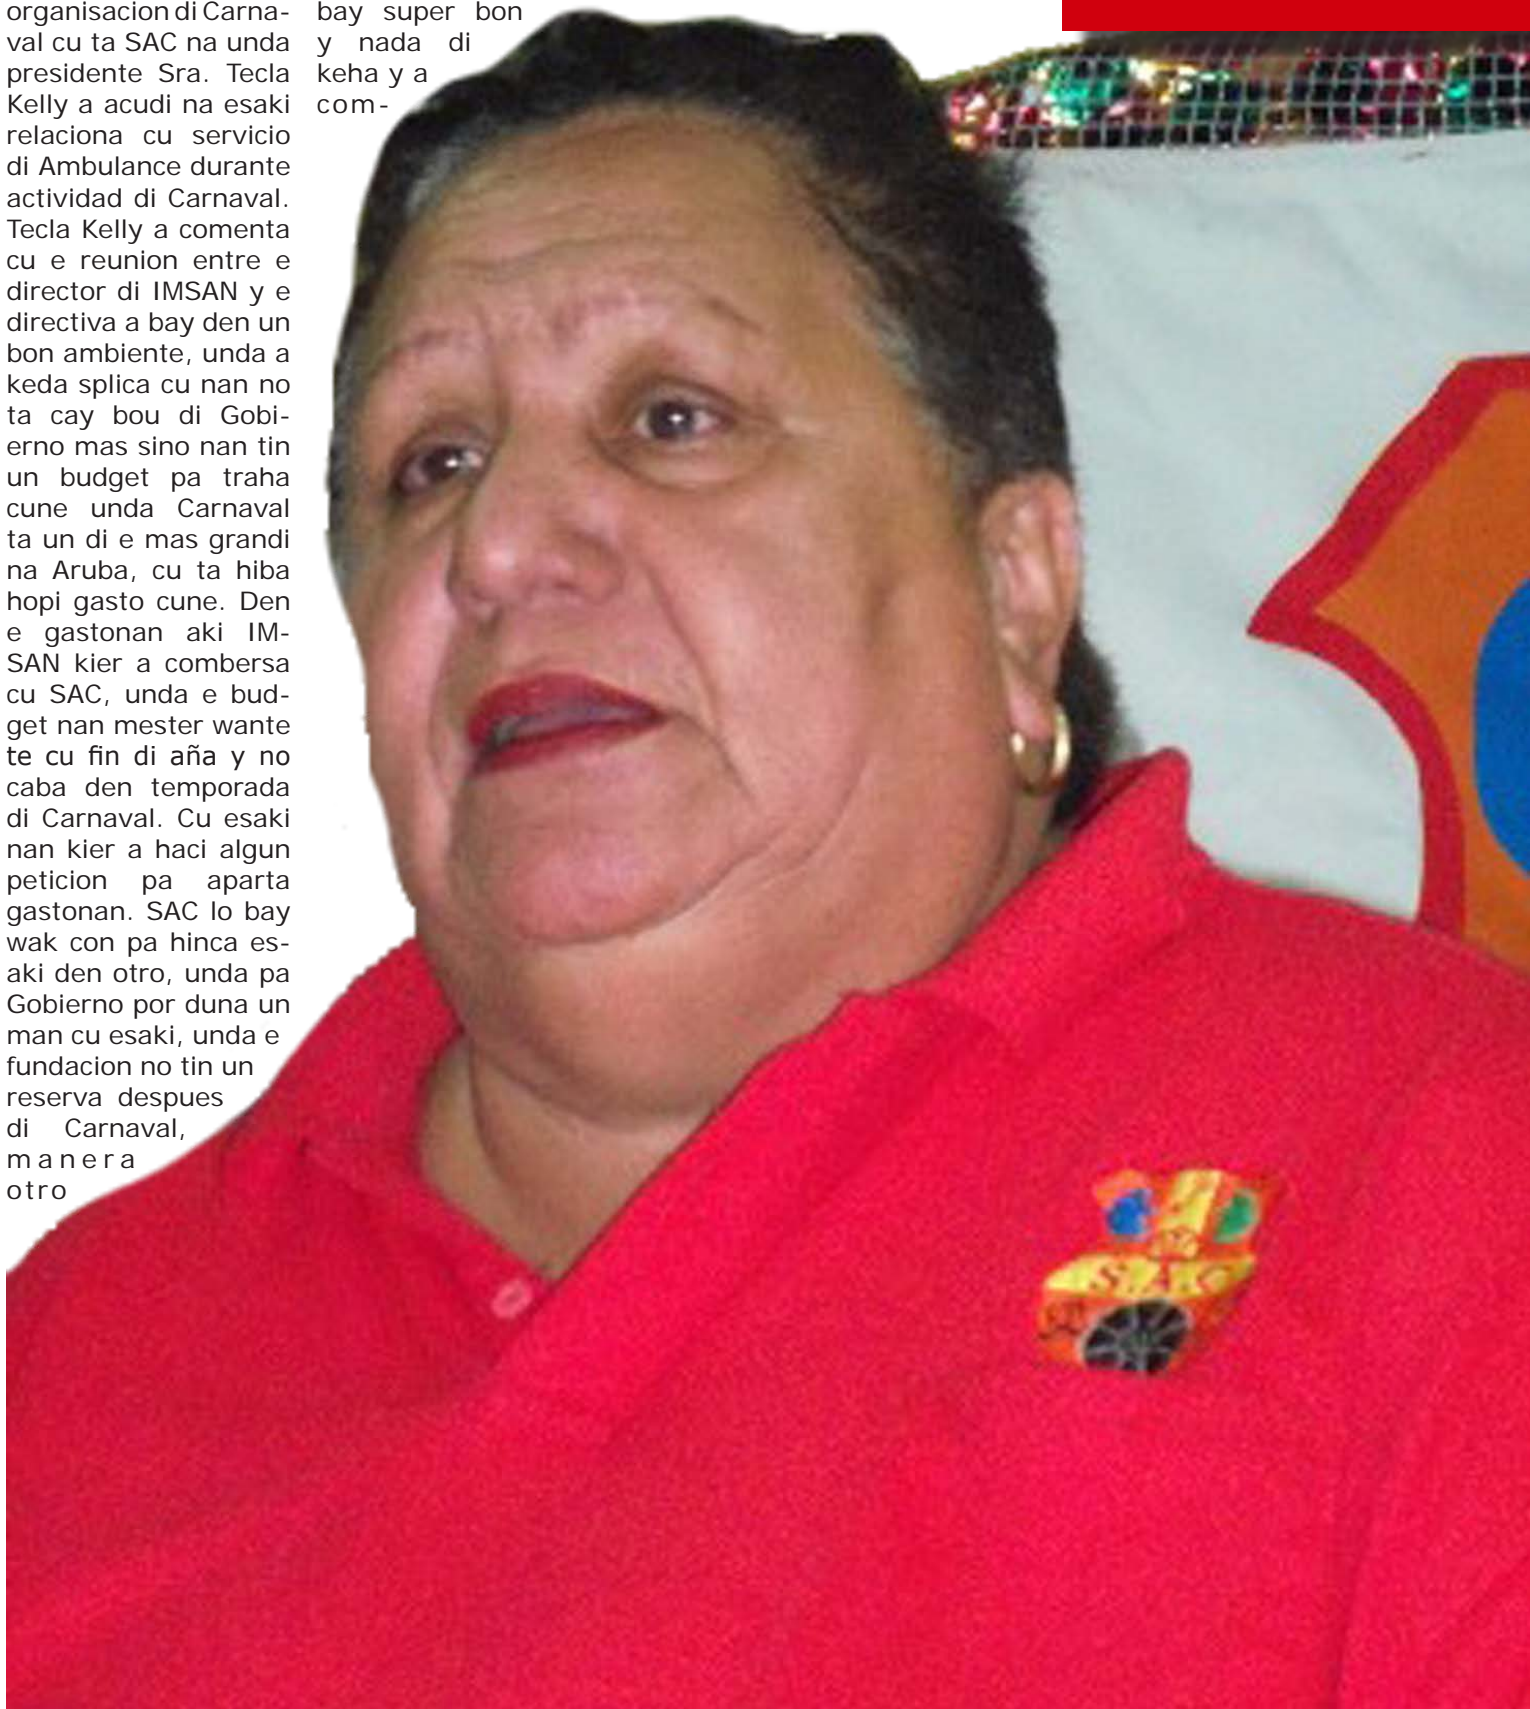 organisacion di Carna-
val cu ta SAC na unda
presidente Sra. Tecla
Kelly a acudi na esaki
relaciona cu servicio
di Ambulance durante
actividad di Carnaval.
Tecla Kelly a comenta
cu e reunion entre e
director di IMSAN y e
directiva a bay den un
bon ambiente, unda a
keda splica cu nan no
ta cay bou di Gobi-
erno mas sino nan tin
un budget pa traha
cune unda Carnaval
ta un di e mas grandi
na Aruba, cu ta hiba
hopi gasto cune. Den
e gastonan aki IM-
SAN kier a combersa
cu SAC, unda e bud-
get nan mester wante
te cu fin di aña y no
caba den temporada
di Carnaval. Cu esaki
nan kier a haci algun
peticion pa aparta
gastonan. SAC lo bay
wak con pa hinca es-
aki den otro, unda pa
Gobierno por duna un
man cu esaki, unda e
fundacion no tin un
reserva despues
di Carnaval,
manera
otro
bay super bon
y nada di
keha y a
com-
S.A.C